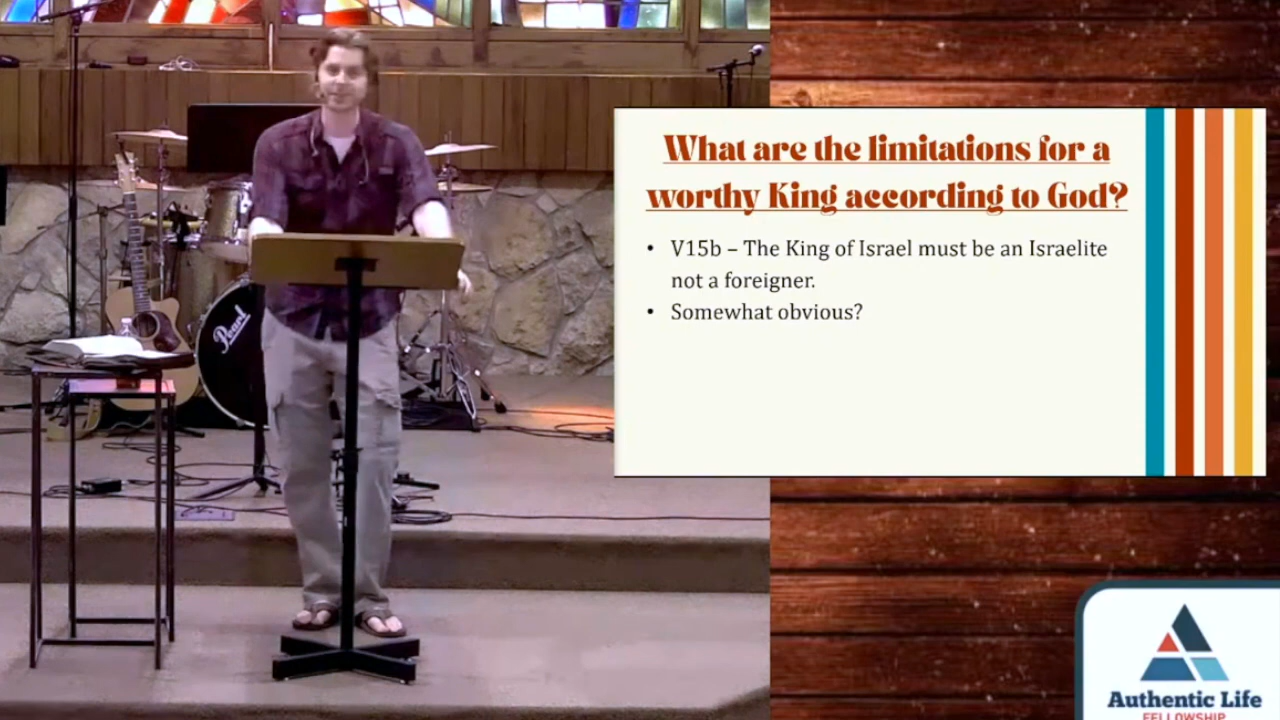 What are the limitations for a
worthy King according to God?
• V15b – The King of Israel must be an Israelite
not a foreigner.
• Somewhat obvious?
Pearl
Authentic Life
FELLOWSHIP